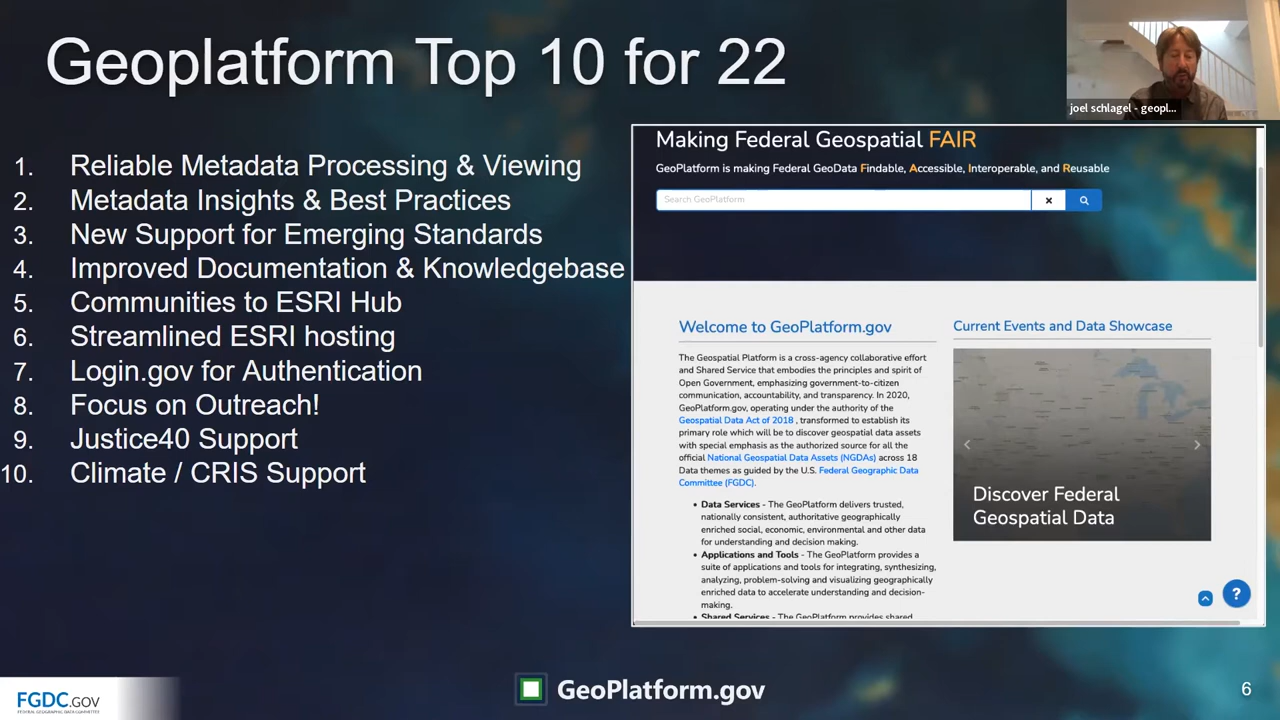 Geoplatform Top 10 for 22
joel schlagel - geopl...
1. Reliable Metadata Processing & Viewing
2. Metadata Insights & Best Practices
3. New Support for Emerging Standards
4. Improved Documentation & Knowledgebase
5. Communities to ESRI Hub
6. Streamlined ESRI hosting
7. Login.gov for Authentication
8. Focus on Outreach!
9. Justice40 Support
10. Climate / CRIS Support
Making Federal Geospatial FAIR
GeoPlatform is making Federal GeoData Findable, Accessible, Interoperable, and Reusable
Search GeoPlatform
Welcome to GeoPlatform.gov
The Geospatial Platform is a cross-agency collaborative effort
and Shared Service that embodies the principles and spirit of
Open Government, emphasizing government-to-citizen
communication, accountability, and transparency. In 2020,
GeoPlatform.gov, operating under the authority of the
Geospatial Data Act of 2018 , transformed to establish its
primary role which will be to discover geospatial data assets
with special emphasis as the authorized source for all the
official National Geospatial Data Assets (NGDAs) across 18
Data themes as guided by the U.S. Federal Geographic Data
Committee (FGDC).
• Data Services - The GeoPlatform delivers trusted,
nationally consistent, authoritative geographically
enriched social, economic, environmental and other data
for understanding and decision making.
• Applications and Tools - The GeoPlatform provides a
suite of applications and tools for integrating, synthesizing,
analyzing, problem-solving and visualizing geographically
enriched data to accelerate understanding and decision-
making.
• Shared Services - The GeoPlatform provides shared
Current Events and Data Showcase
Discover Federal
Geospatial Data
?
FGDC.GOV
FEDERAL GEOGRAPHIC DATA COMMITTEE
GeoPlatform.gov
6